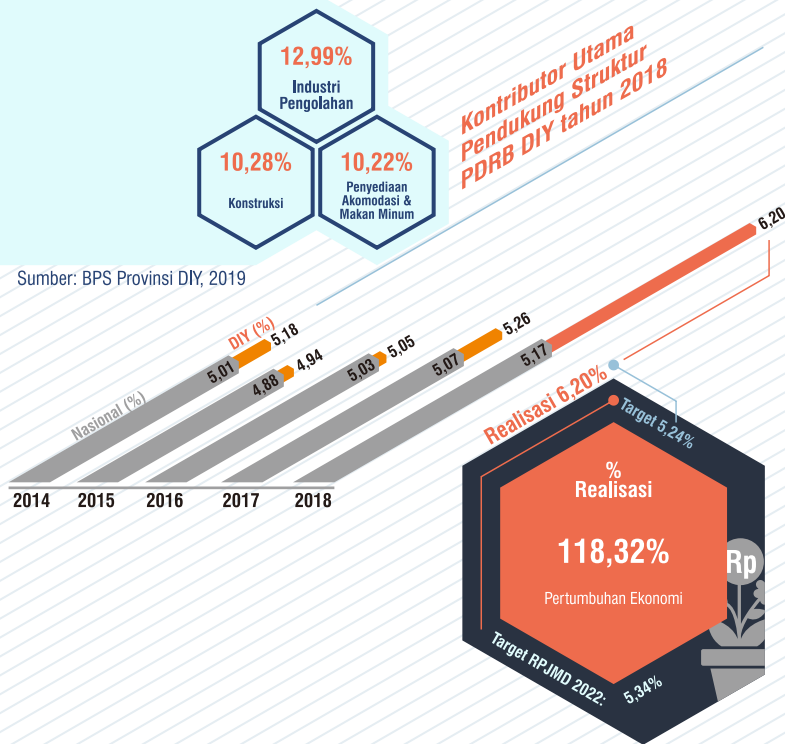 12,99%
Industri
Pengolahan
10,28%
Konstruksi
10,22%
Penyediaan
Akomodasi &
Makan Minum
Kontributor Utama
Pendukung Struktur
PDRB DIY tahun 2018
Sumber: BPS Provinsi DIY, 2019
Nasional (%)
DIY (%)
5,01
5,18
4,88
4,94
5,03
5,05
5,07
5,26
5,17
6,20
2014
2015
2016
2017
2018
Realisasi 6,20%
Target 5,24%
%
Realisasi
118,32%
Pertumbuhan Ekonomi
Rp
Target RPJMD 2022:
5,34%